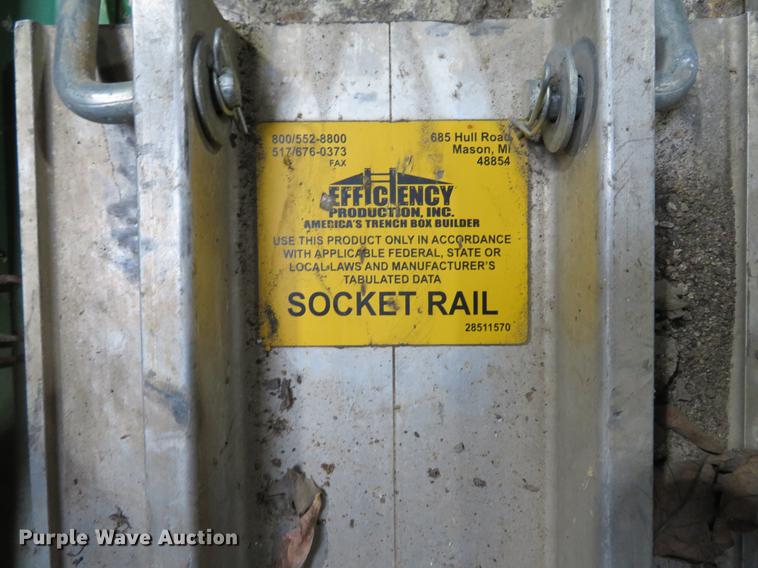 800/552-8800
517/676-0373
FAX
685 Hull Road
Mason, MI
48854
EFFICIENCY
PRODUCTION, INC.
AMERICA'S TRENCH BOX BUILDER
USE THIS PRODUCT ONLY IN ACCORDANCE
WITH APPLICABLE FEDERAL, STATE OR
LOCAL LAWS AND MANUFACTURER'S
TABULATED DATA
SOCKET RAIL
28511570
Purple Wave Auction